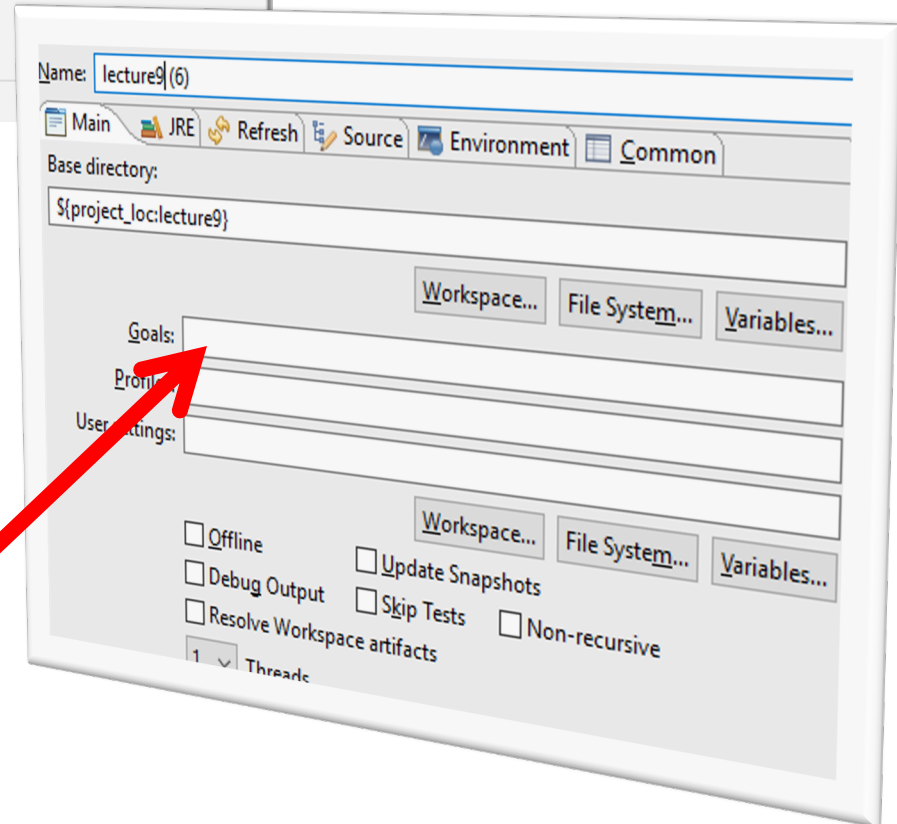 Name: lecture9 (6)
Main JRE Refresh Source Environment Common
Base directory:
${project_loc:lecture9}
Workspace... File System... Variables...
Goals:
Profiles:
User settings:
Workspace... File System... Variables...
Offline
Update Snapshots
Debug Output
Skip Tests
Non-recursive
Resolve Workspace artifacts
1 Threads